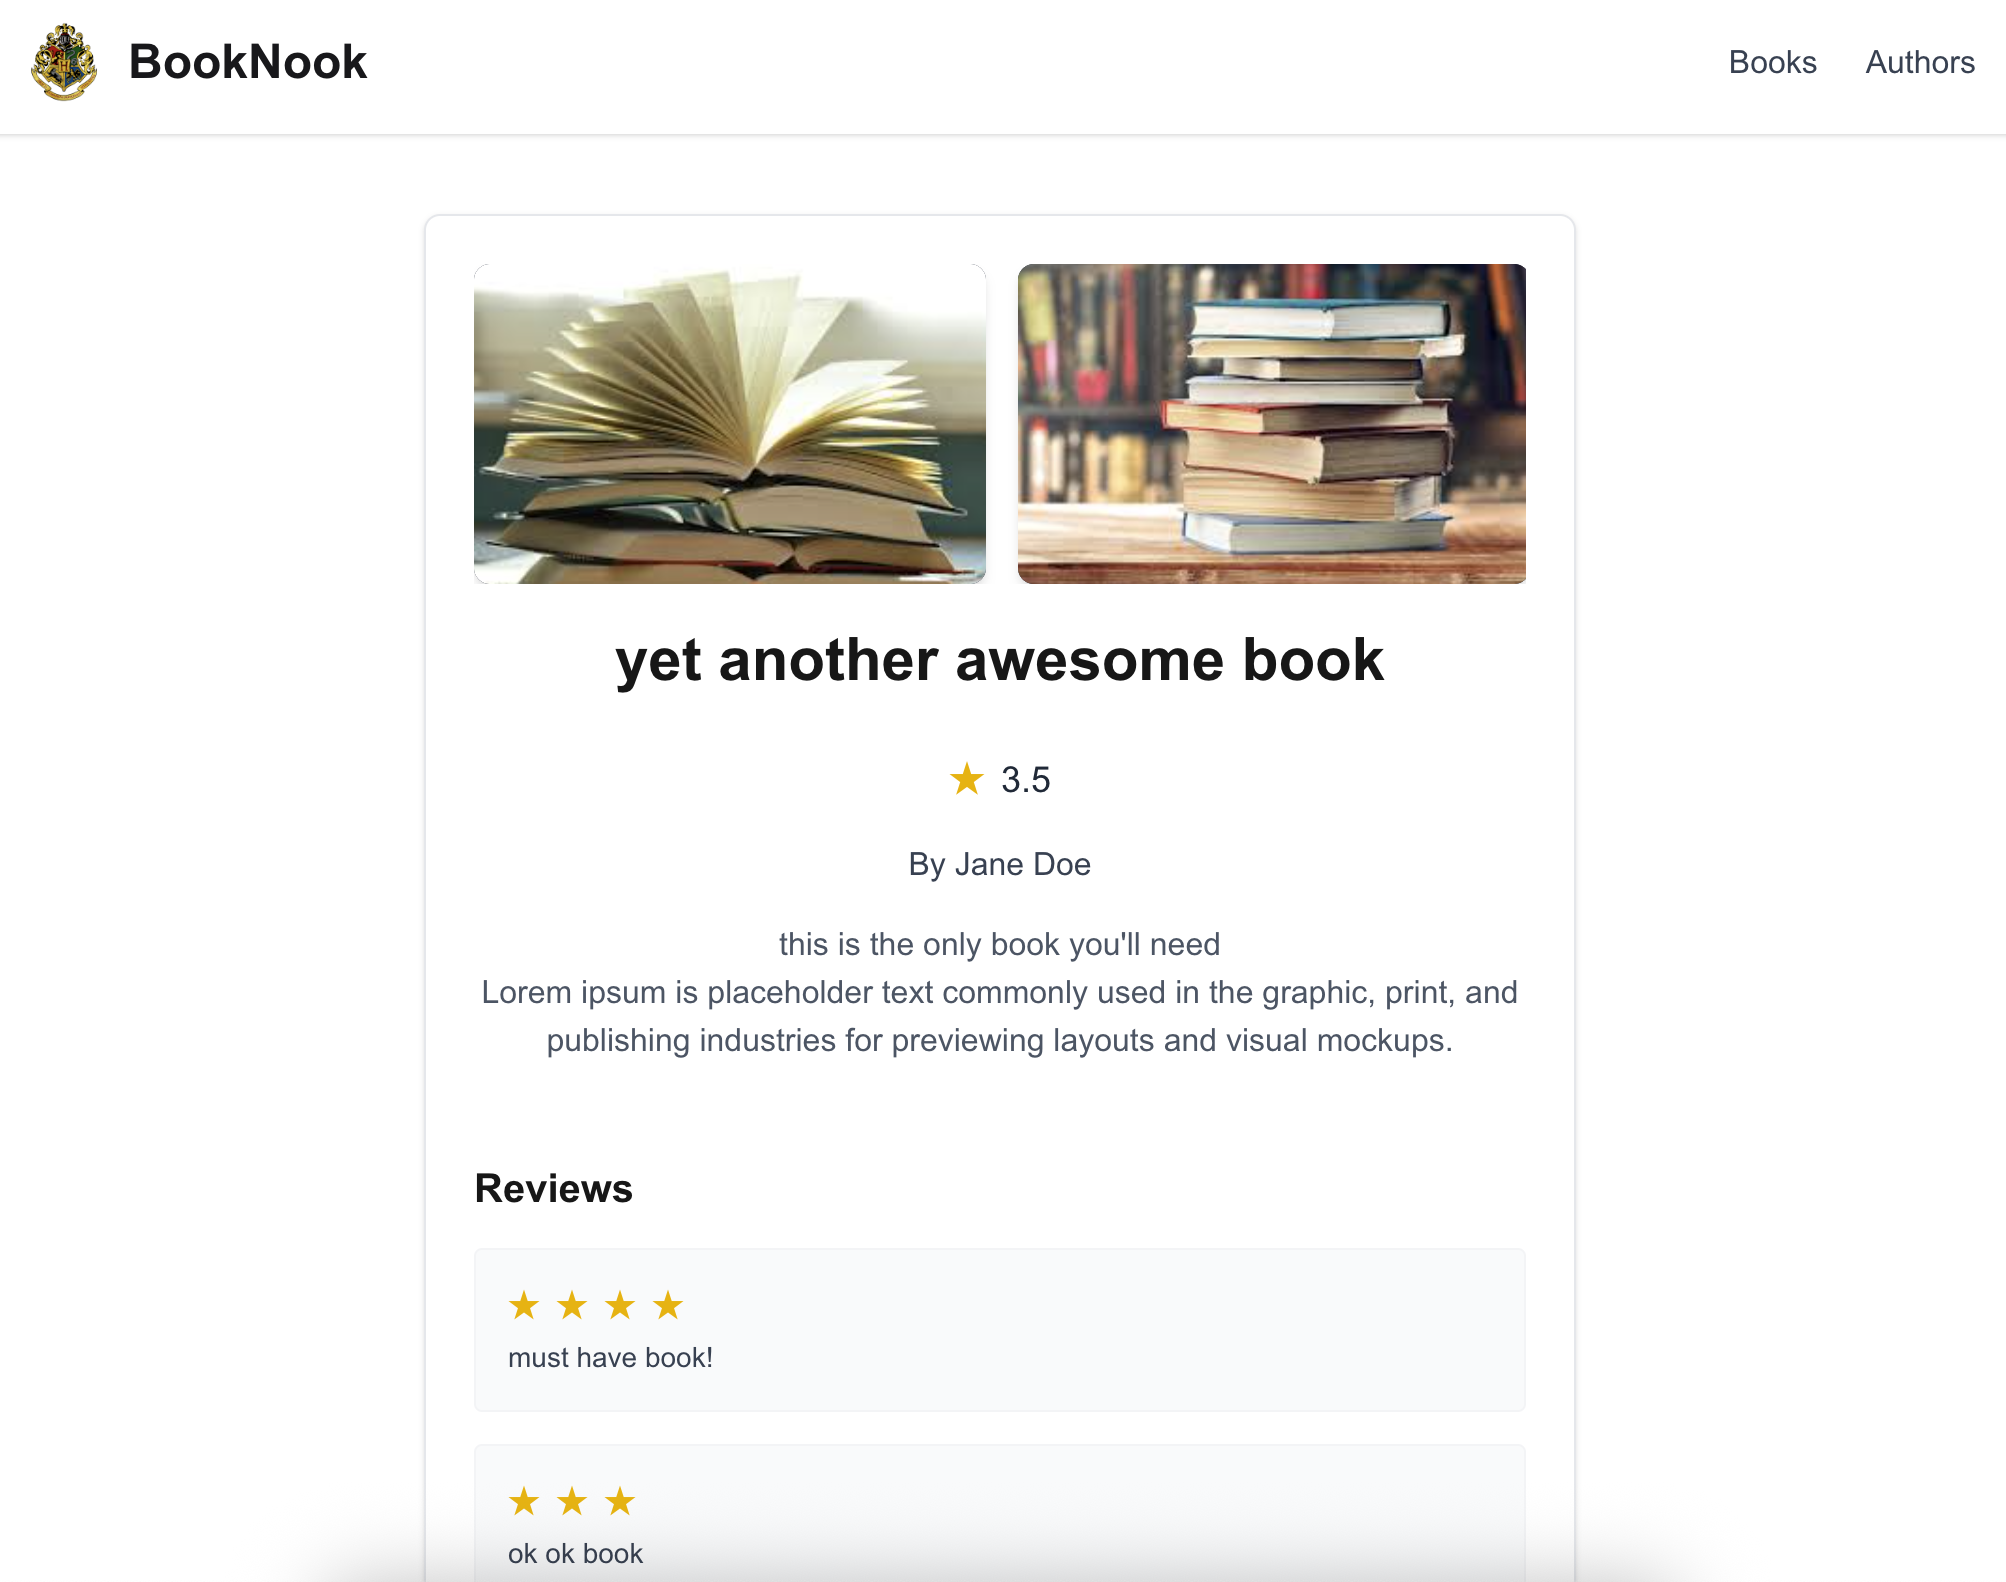 BookNook
Books
Authors
yet another awesome book
★ 3.5
By Jane Doe
this is the only book you'll need
Lorem ipsum is placeholder text commonly used in the graphic, print, and
publishing industries for previewing layouts and visual mockups.
Reviews
★ ★ ★ ★
must have book!
★ ★ ★
ok ok book